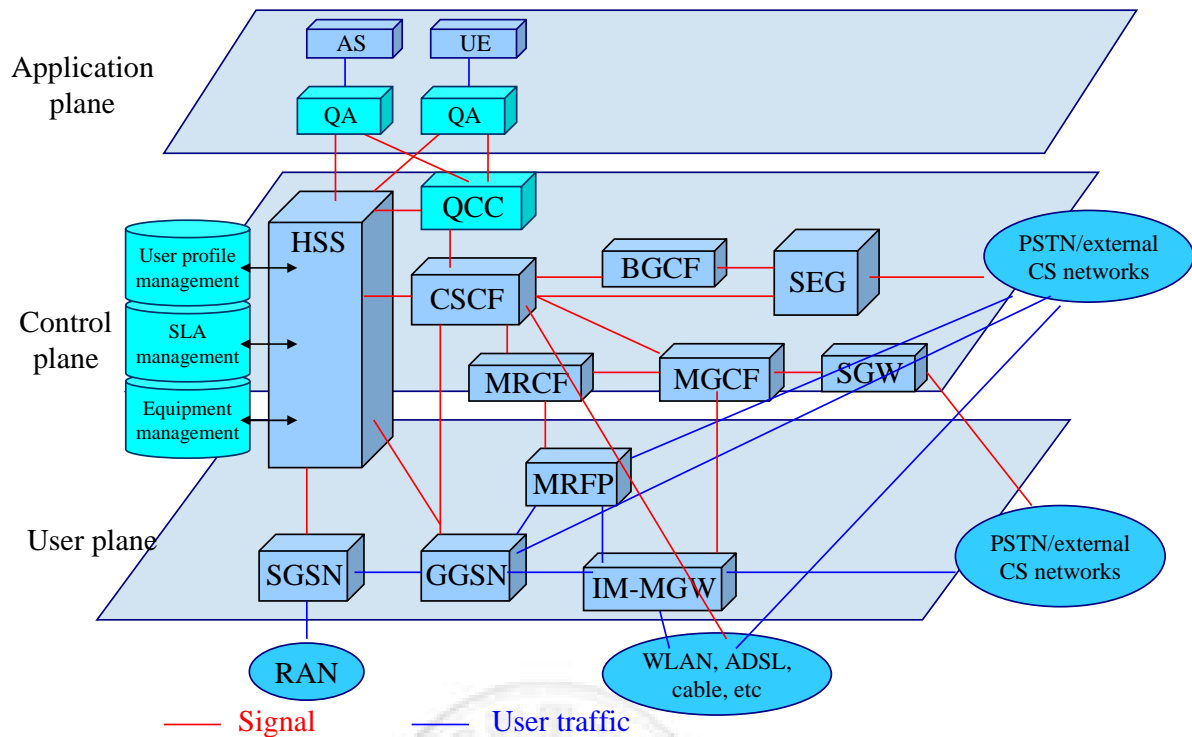 AS
UE
Application
plane
QA
QA
QCC
HSS
User profile
management
BGCF
SEG
PSTN/external
CS networks
CSCF
Control
plane
SLA
management
MRCF
MGCF
SGW
Equipment
management
MRFP
User plane
SGSN
GGSN
IM-MGW
PSTN/external
CS networks
RAN
WLAN, ADSL,
cable, etc
Signal
User traffic